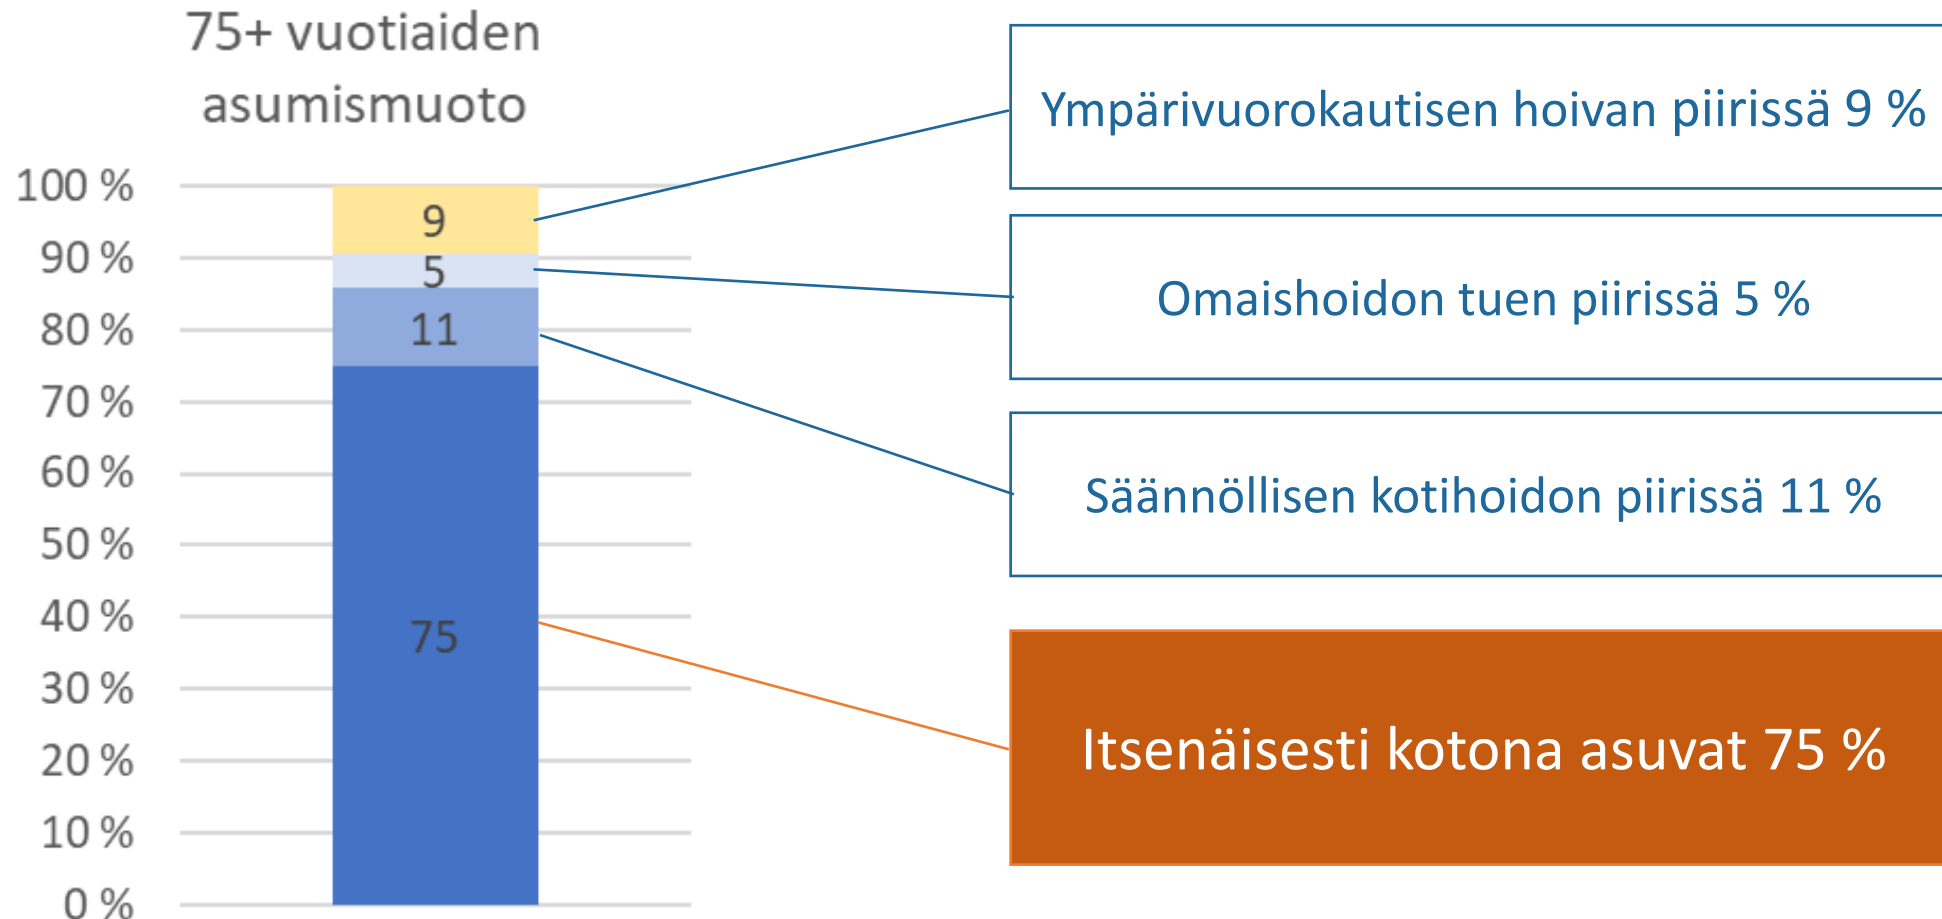 75+ vuotiaiden
asumismuoto
100 %
90 %
80 %
70 %
60 %
50 %
40 %
30 %
20 %
10 %
0 %
9
5
11
75
Ympärivuorokautisen hoivan piirissä 9 %
Omaishoidon tuen piirissä 5 %
Säännöllisen kotihoidon piirissä 11 %
Itsenäisesti kotona asuvat 75 %